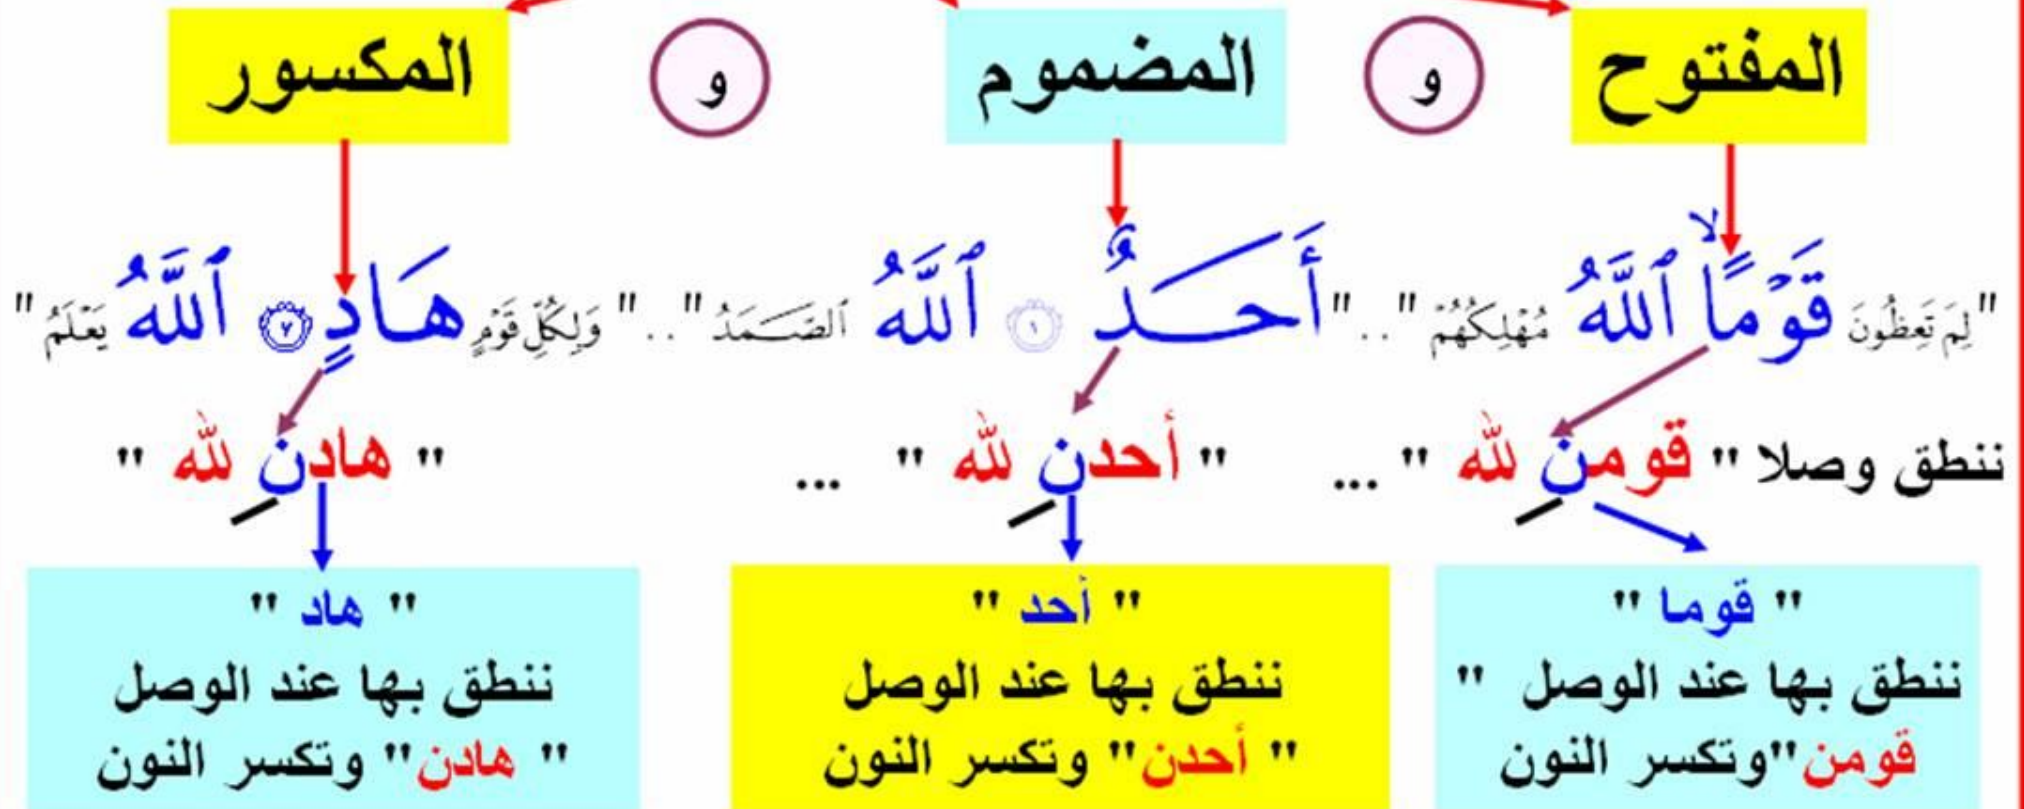 المفتوح و المضموم و المكسور
"لِمَ تَعِظُونَ قَوْمًا ۙ ٱللَّهُ مُهْلِكُهُمْ".. "أَحَدٌ ۝١ ٱللَّهُ ٱلصَّمَدُ".. "وَلِكُلِّ قَوْمٍ هَادٍ ۝٧ ٱللَّهُ يَعْلَمُ"
ننطق وصلا " قومنِ لله " ... " أحدنِ لله " ... " هادنِ لله "
" قوما "
ننطق بها عند الوصل "
قومن"وتكسر النون
" أحد "
ننطق بها عند الوصل
" أحدن" وتكسر النون
" هاد "
ننطق بها عند الوصل
" هادن" وتكسر النون